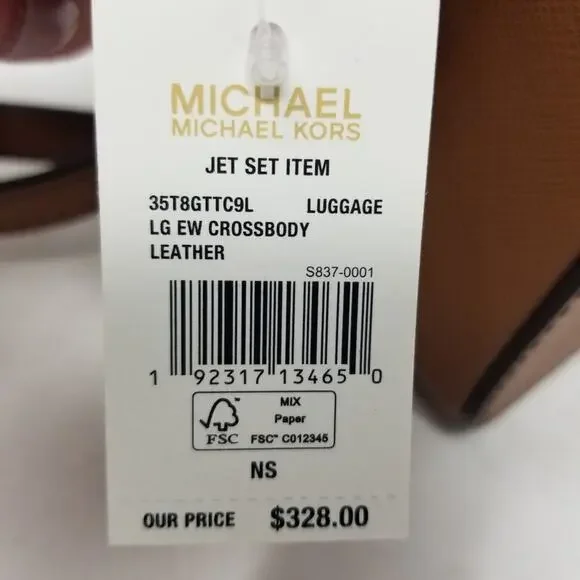 MICHAEL
MICHAEL KORS
JET SET ITEM
35T8GTTC9L LUGGAGE
LG EW CROSSBODY
LEATHER
S837-0001
1 92317 13465 0
MIX
Paper
FSC FSC™ C012345
NS
OUR PRICE $328.00